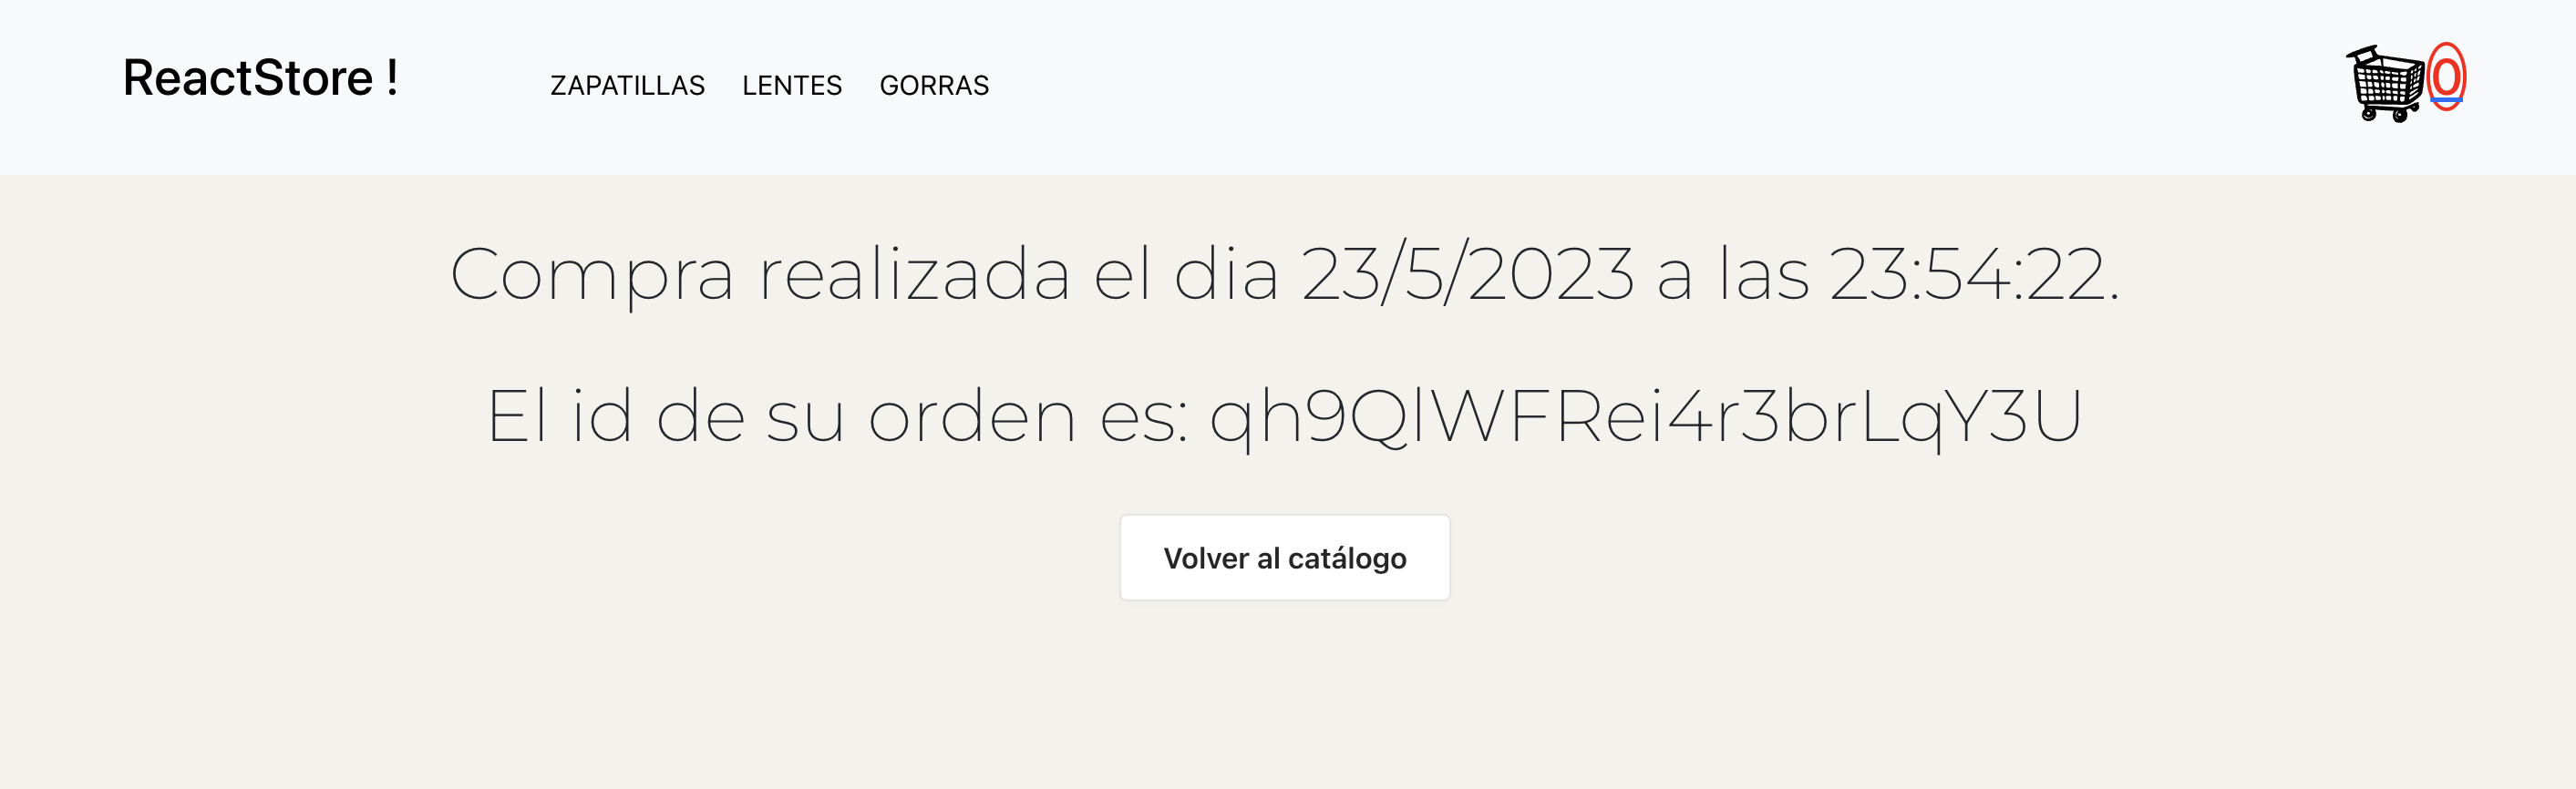 ReactStore !
ZAPATILLAS LENTES GORRAS
0
Compra realizada el dia 23/5/2023 a las 23:54:22.
El id de su orden es: qh9QlWFRei4r3brLqY3U
Volver al catálogo